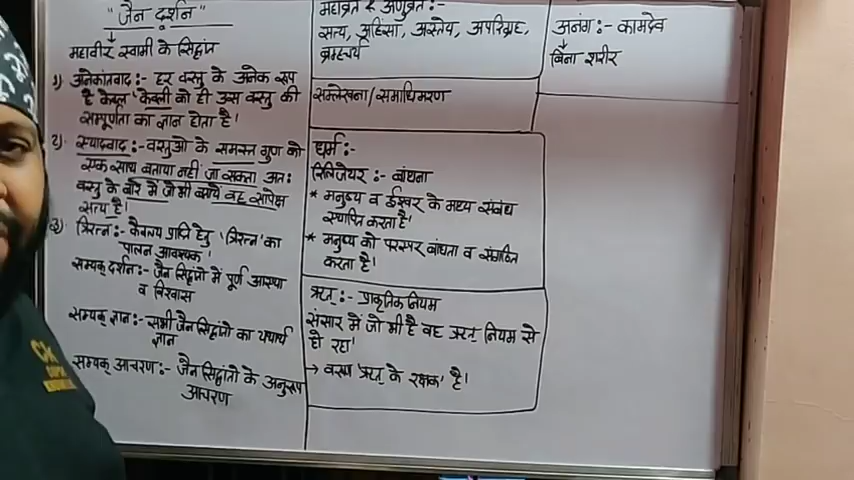 "जैन दर्शन"
महावीर स्वामी के सिद्धांत
1) अनेकांतवाद :- हर वस्तु के अनेक रूप
है केवल 'केवली' को ही उस वस्तु की
सम्पूर्णता का ज्ञान होता है।
2) स्यादवाद :- वस्तुओ के समस्त गुण को
एक साथ बताया नहीं जा सकता अतः
वस्तु के बारे में जो भी बताये वह सापेक्ष
सत्य है।
3) त्रिरत्न :- कैवल्य प्राप्ति हेतु 'त्रिरत्न' का
पालन आवश्यक।
सम्यक् दर्शन :- जैन सिद्धांतो में पूर्ण आस्था
व विश्वास
सम्यक् ज्ञान :- सभी जैन सिद्धांतो का यथार्थ
ज्ञान
सम्यक् आचरण :- जैन सिद्धांतो के अनुरूप
आचरण
महाव्रत र अणुव्रत :-
सत्य, अहिंसा, अस्तेय, अपरिग्रह,
ब्रम्हचर्य
सल्लेखना/समाधिमरण
धर्म :-
रिलिजेयर :- बांधना
* मनुष्य व ईश्वर के मध्य संबंध
स्थापित करता है।
* मनुष्य को परस्पर बांधता व संगठित
करता है।
ऋत् :- प्राकृतिक नियम
संसार में जो भी है वह ऋत् नियम से
हो रहा।
→ वरुण 'ऋत् के रक्षक' है।
अनंग :- कामदेव
बिना शरीर